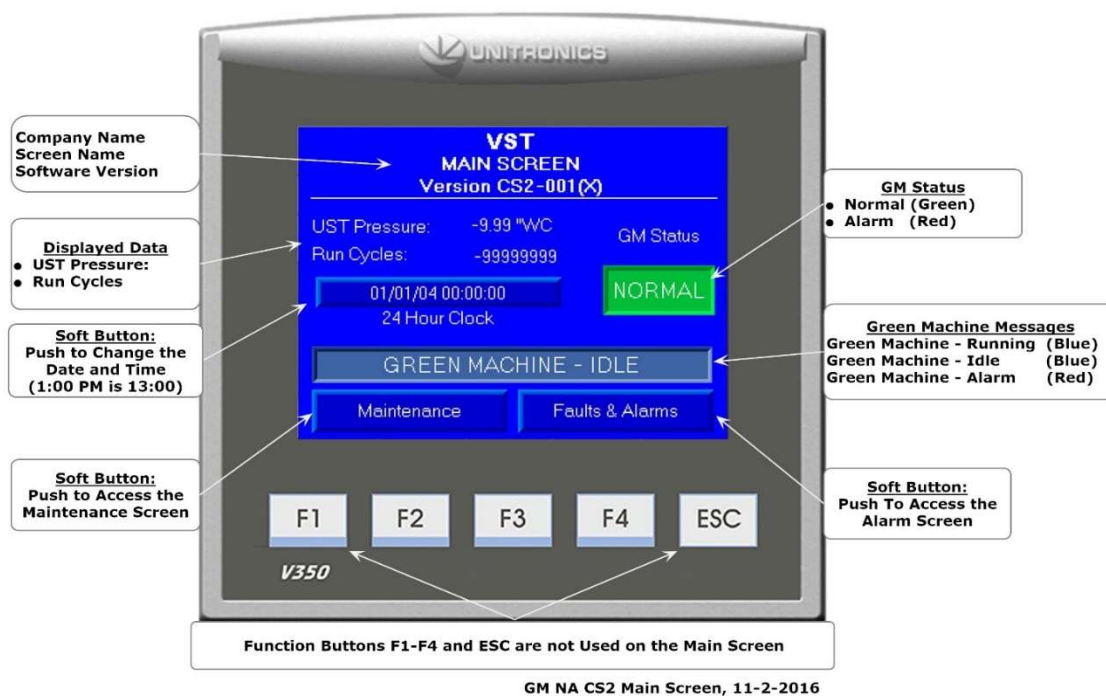 UNITRONICS
Company Name
Screen Name
Software Version
VST
MAIN SCREEN
Version CS2-001(X)
GM Status
• Normal (Green)
• Alarm (Red)
Displayed Data
• UST Pressure:
• Run Cycles
UST Pressure: -9.99 "WC
Run Cycles: -99999999
GM Status
NORMAL
01/01/04 00:00:00
24 Hour Clock
Soft Button:
Push to Change the
Date and Time
(1:00 PM is 13:00)
Green Machine Messages
Green Machine - Running (Blue)
Green Machine - Idle (Blue)
Green Machine - Alarm (Red)
GREEN MACHINE - IDLE
Maintenance Faults & Alarms
Soft Button:
Push to Access the
Maintenance Screen
Soft Button:
Push To Access the
Alarm Screen
F1 F2 F3 F4 ESC
V350
Function Buttons F1-F4 and ESC are not Used on the Main Screen
GM NA CS2 Main Screen, 11-2-2016